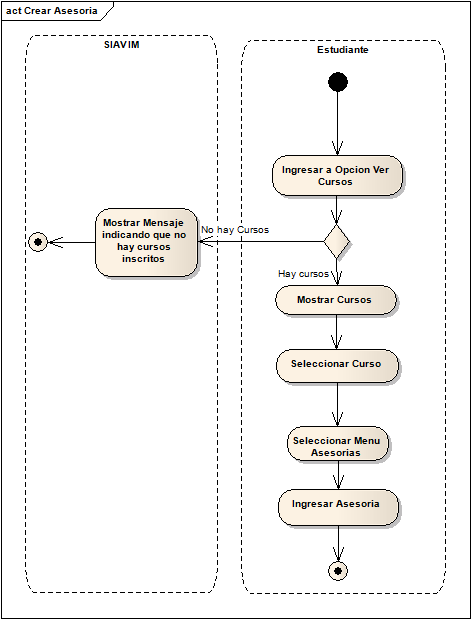 act Crear Asesoria
SIAVIM
Estudiante
Ingresar a Opcion Ver
Cursos
Mostrar Mensaje
indicando que no
hay cursos
inscritos
No hay Cursos
Hay cursos
Mostrar Cursos
Seleccionar Curso
Seleccionar Menu
Asesorias
Ingresar Asesoria